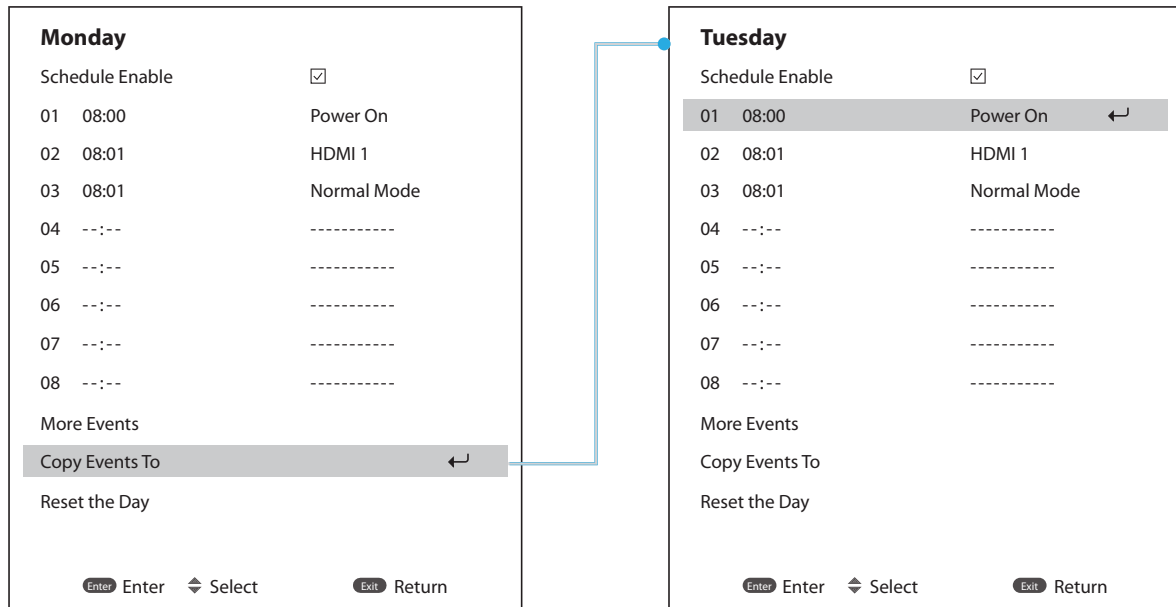 Monday
Schedule Enable
01 08:00 Power On
02 08:01 HDMI 1
03 08:01 Normal Mode
04 --:-- -----------
05 --:-- -----------
06 --:-- -----------
07 --:-- -----------
08 --:-- -----------
More Events
Copy Events To
Reset the Day
Enter Enter Select Exit Return
Tuesday
Schedule Enable
01 08:00 Power On
02 08:01 HDMI 1
03 08:01 Normal Mode
04 --:-- -----------
05 --:-- -----------
06 --:-- -----------
07 --:-- -----------
08 --:-- -----------
More Events
Copy Events To
Reset the Day
Enter Enter Select Exit Return